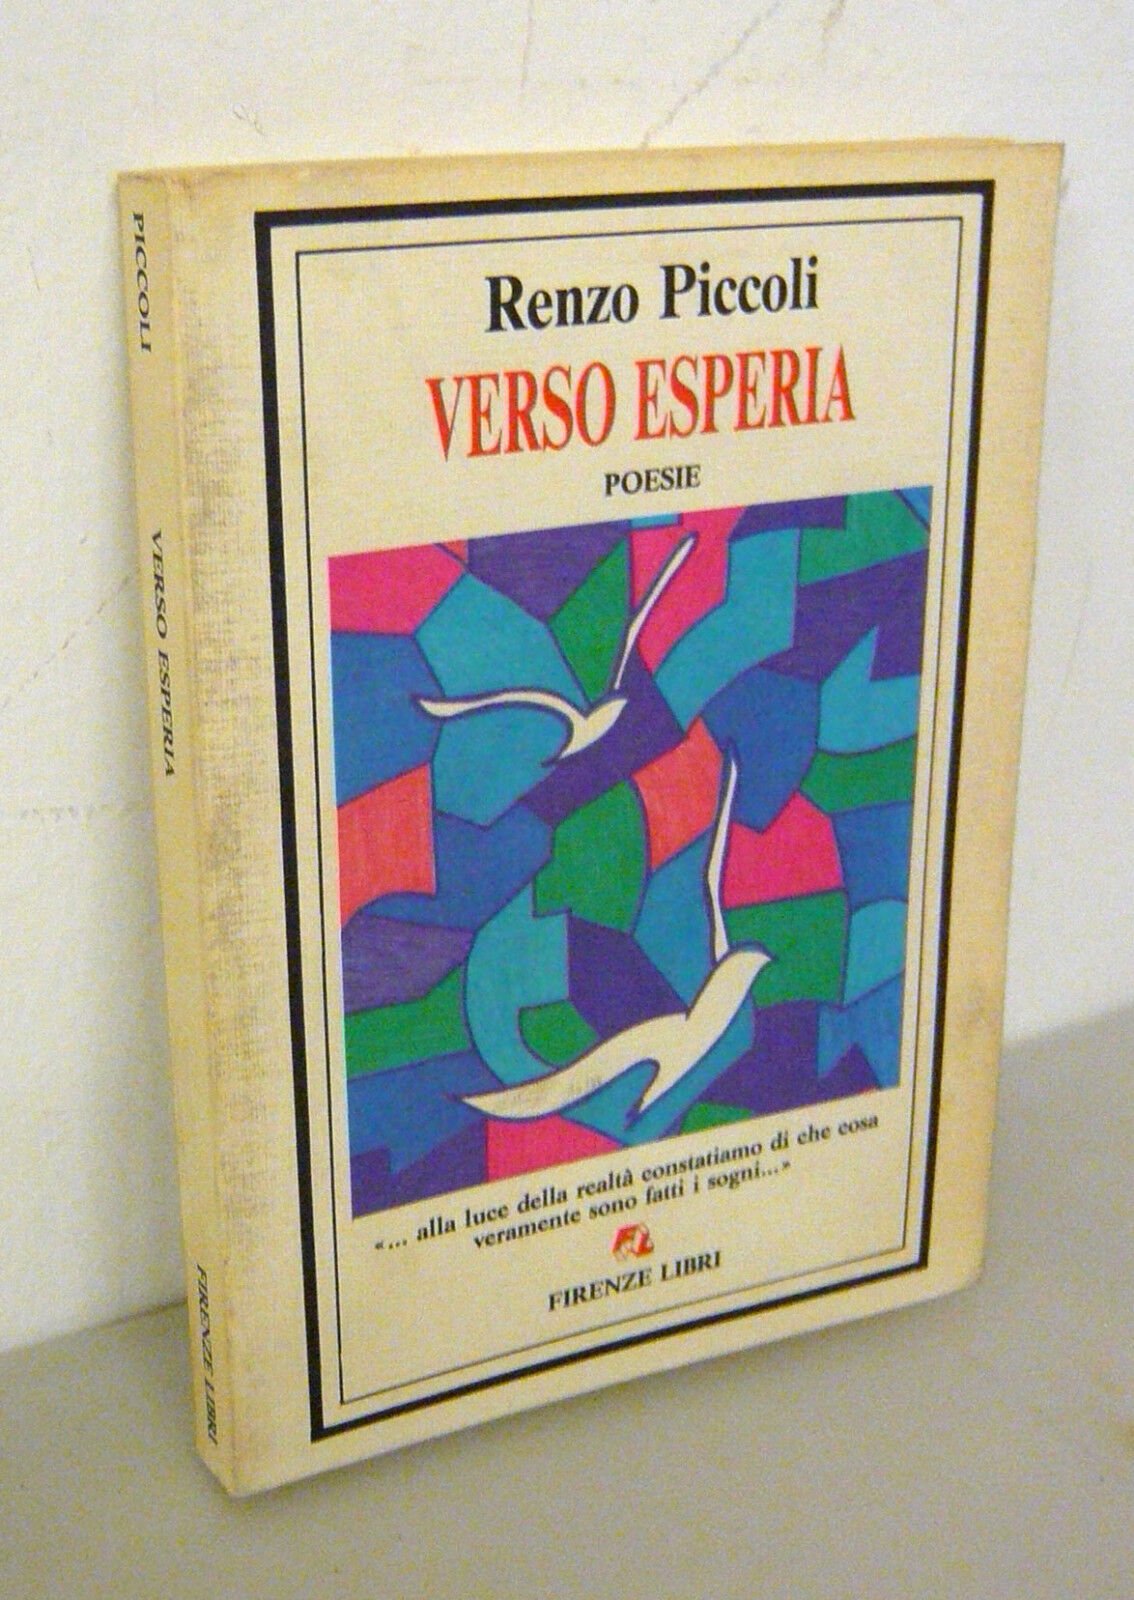 PICCOLI
VERSO ESPERIA
FIRENZE LIBRI
Renzo Piccoli
VERSO ESPERIA
POESIE
«... alla luce della realtà constatiamo di che cosa
veramente sono fatti i sogni...»
FL
FIRENZE LIBRI